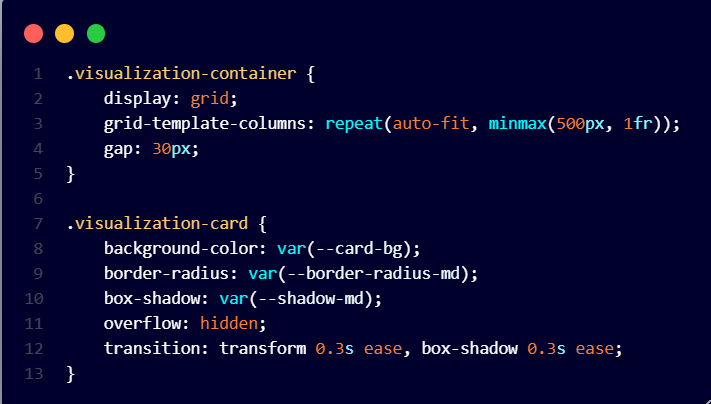 1 .visualization-container {
2     display: grid;
3     grid-template-columns: repeat(auto-fit, minmax(500px, 1fr));
4     gap: 30px;
5 }
6
7 .visualization-card {
8     background-color: var(--card-bg);
9     border-radius: var(--border-radius-md);
10     box-shadow: var(--shadow-md);
11     overflow: hidden;
12     transition: transform 0.3s ease, box-shadow 0.3s ease;
13 }